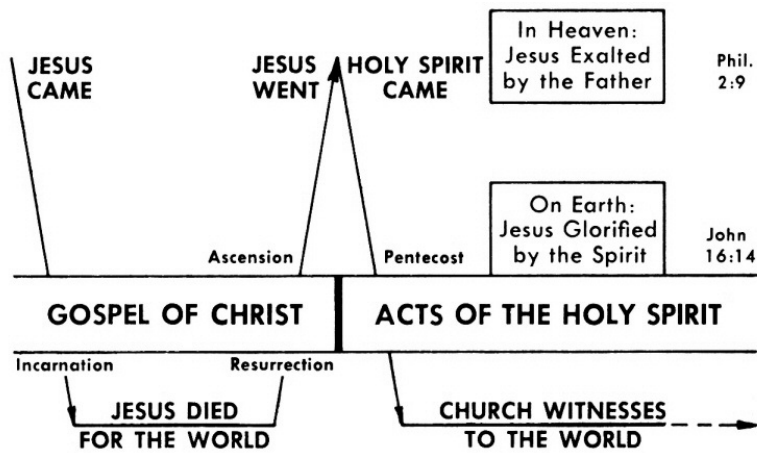 JESUS
CAME
JESUS
WENT
HOLY SPIRIT
CAME
In Heaven:
Jesus Exalted
by the Father
Phil.
2:9
Ascension
Pentecost
On Earth:
Jesus Glorified
by the Spirit
John
16:14
GOSPEL OF CHRIST
ACTS OF THE HOLY SPIRIT
Incarnation
Resurrection
JESUS DIED
FOR THE WORLD
CHURCH WITNESSES
TO THE WORLD